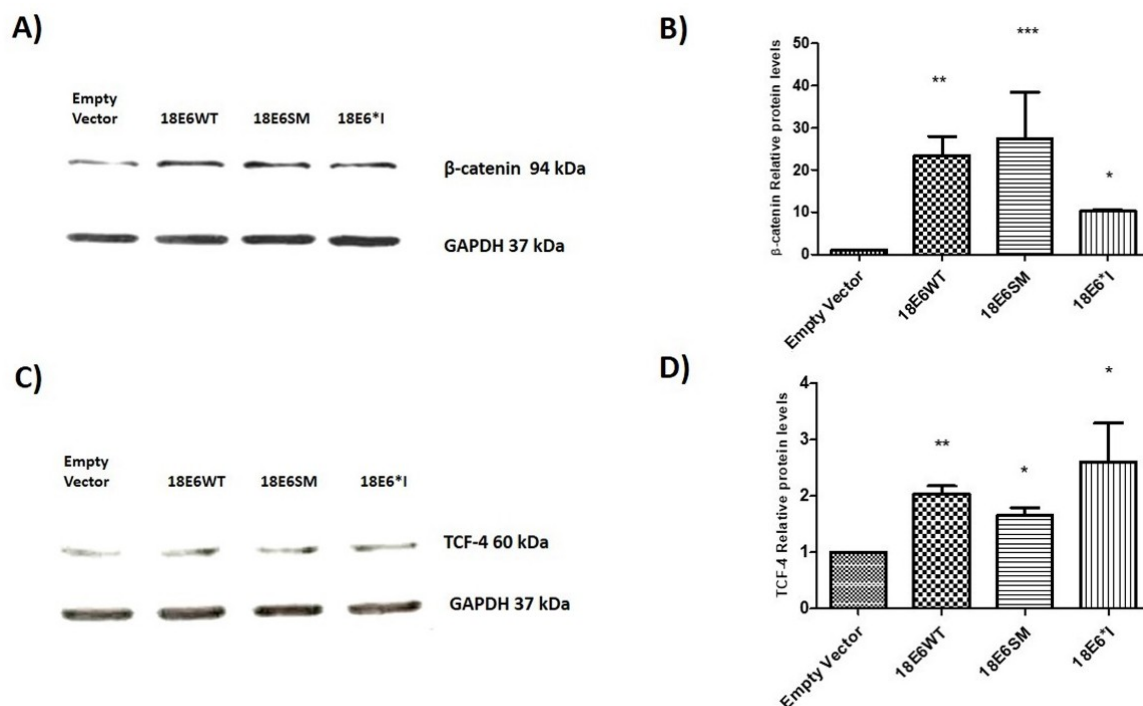 A)
Empty
Vector 18E6WT 18E6SM 18E6*I
β-catenin 94 kDa
GAPDH 37 kDa
B)
β-catenin Relative protein levels
50
40
30
20
10
0
**
***
*
Empty Vector
18E6WT
18E6SM
18E6*I
C)
Empty
Vector 18E6WT 18E6SM 18E6*I
TCF-4 60 kDa
GAPDH 37 kDa
D)
TCF-4 Relative protein levels
4
3
2
1
0
**
*
*
Empty Vector
18E6WT
18E6SM
18E6*I